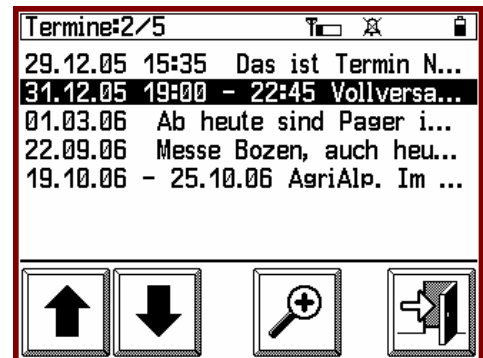 Termine:2/5
29.12.05 15:35 Das ist Termin N...
31.12.05 19:00 - 22:45 Vollversa...
01.03.06 Ab heute sind Pager i...
22.09.06 Messe Bozen, auch heu...
19.10.06 - 25.10.06 AgriAlp. Im ...